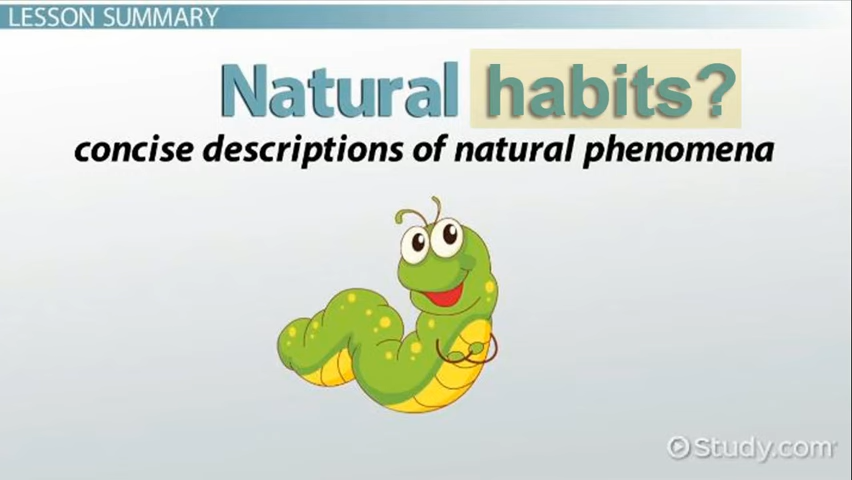 LESSON SUMMARY
Natural habits?
concise descriptions of natural phenomena
Study.com